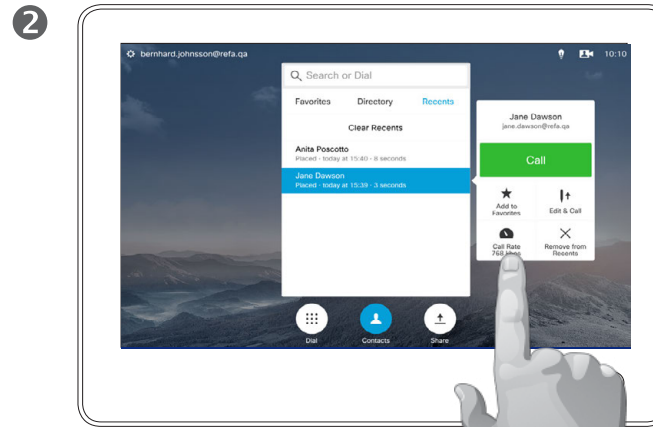 2
bernhard.johnsson@refa.qa
10:10
Search or Dial
Favorites Directory Recents
Clear Recents
Anita Poscotto
Placed - today at 15:40 - 8 seconds
Jane Dawson
Placed - today at 15:39 - 3 seconds
Jane Dawson
jane.dawson@refa.qa
Call
Add to
Favorites
Edit & Call
Call Rate
768 kbps
Remove from
Recents
Dial
Contacts
Share